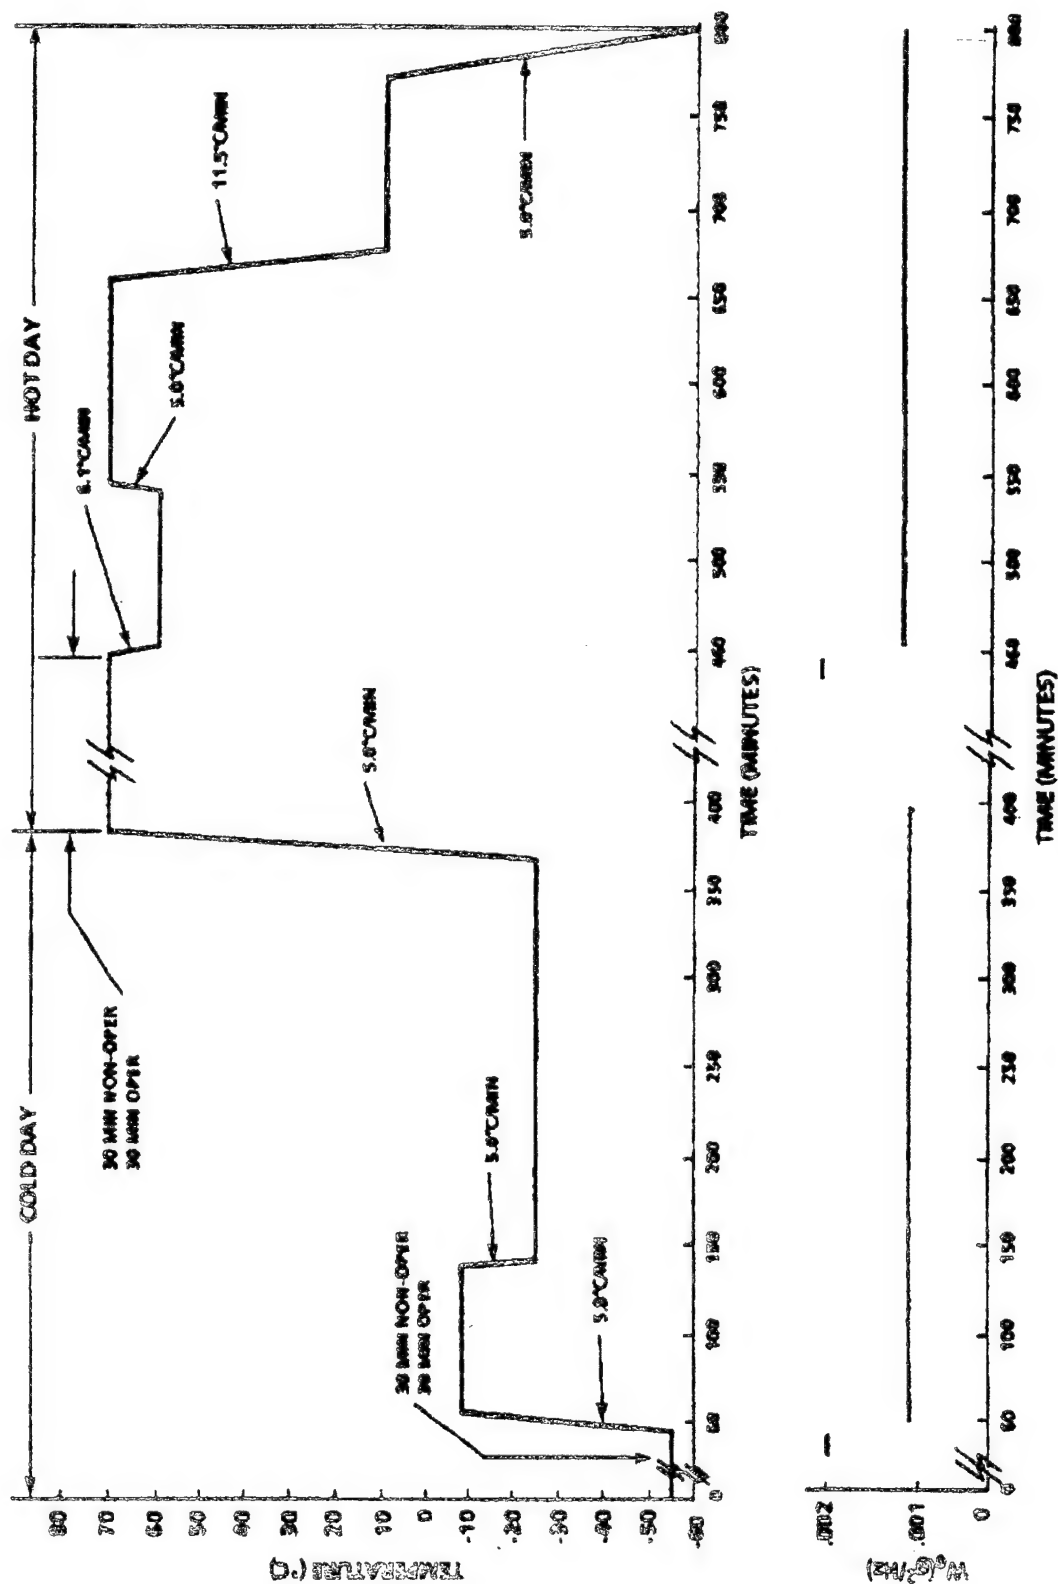 COLD DAY
HOT DAY
30 MIN NON-OPER
30 MIN OPER
6.1°C/MIN
5.0°C/MIN
11.5°C/MIN
30 MIN NON-OPER
30 MIN OPER
5.0°C/MIN
5.0°C/MIN
5.0°C/MIN
5.0°C/MIN
TEMPERATURE (°C)
80
70
60
50
40
30
20
10
0
-10
-20
-30
-40
-50
-60
0 50 100 150 200 250 300 350 400 450 500 550 600 650 700 750 800
TIME (MINUTES)
W₀(g²/Hz)
.002
.001
0
0 50 100 150 200 250 300 350 400 450 500 550 600 650 700 750 800
TIME (MINUTES)